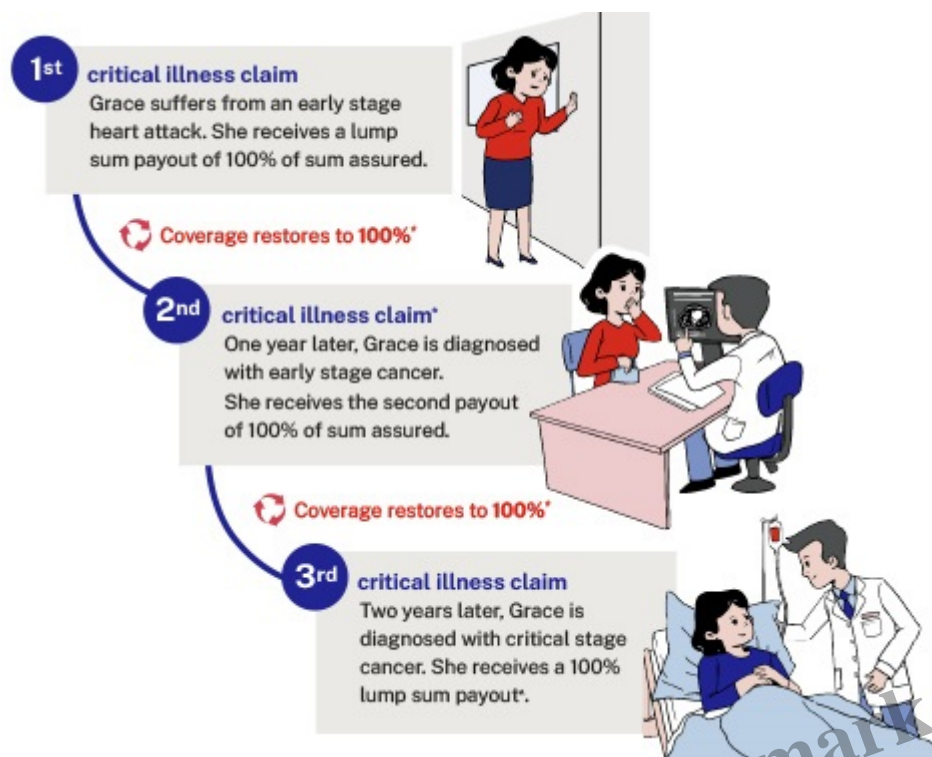 1st
critical illness claim
Grace suffers from an early stage
heart attack. She receives a lump
sum payout of 100% of sum assured.
Coverage restores to 100%*
2nd
critical illness claim*
One year later, Grace is diagnosed
with early stage cancer.
She receives the second payout
of 100% of sum assured.
Coverage restores to 100%*
3rd
critical illness claim
Two years later, Grace is
diagnosed with critical stage
cancer. She receives a 100%
lump sum payout*.
mark